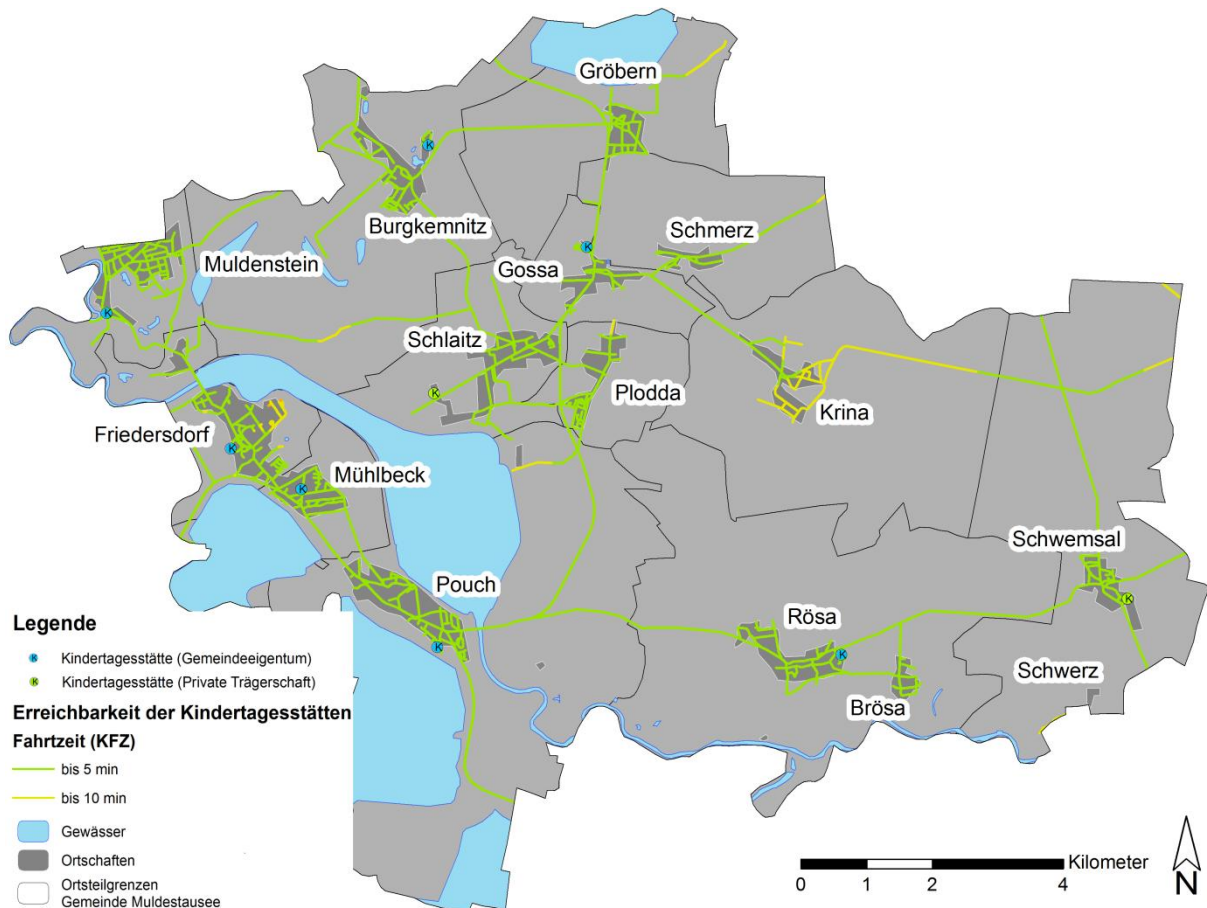 Gröbern
Burgkemnitz
Schmerz
Muldenstein
Gossa
Schlaitz
Plodda
Krina
Friedersdorf
Mühlbeck
Schwemsal
Pouch
Rösa
Schwerz
Brösa
K
K
K
K
K
K
K
K
K
Legende
K Kindertagesstätte (Gemeindeeigentum)
K Kindertagesstätte (Private Trägerschaft)
Erreichbarkeit der Kindertagesstätten
Fahrtzeit (KFZ)
bis 5 min
bis 10 min
Gewässer
Ortschaften
Ortsteilgrenzen
Gemeinde Muldestausee
Kilometer
0 1 2 4
N